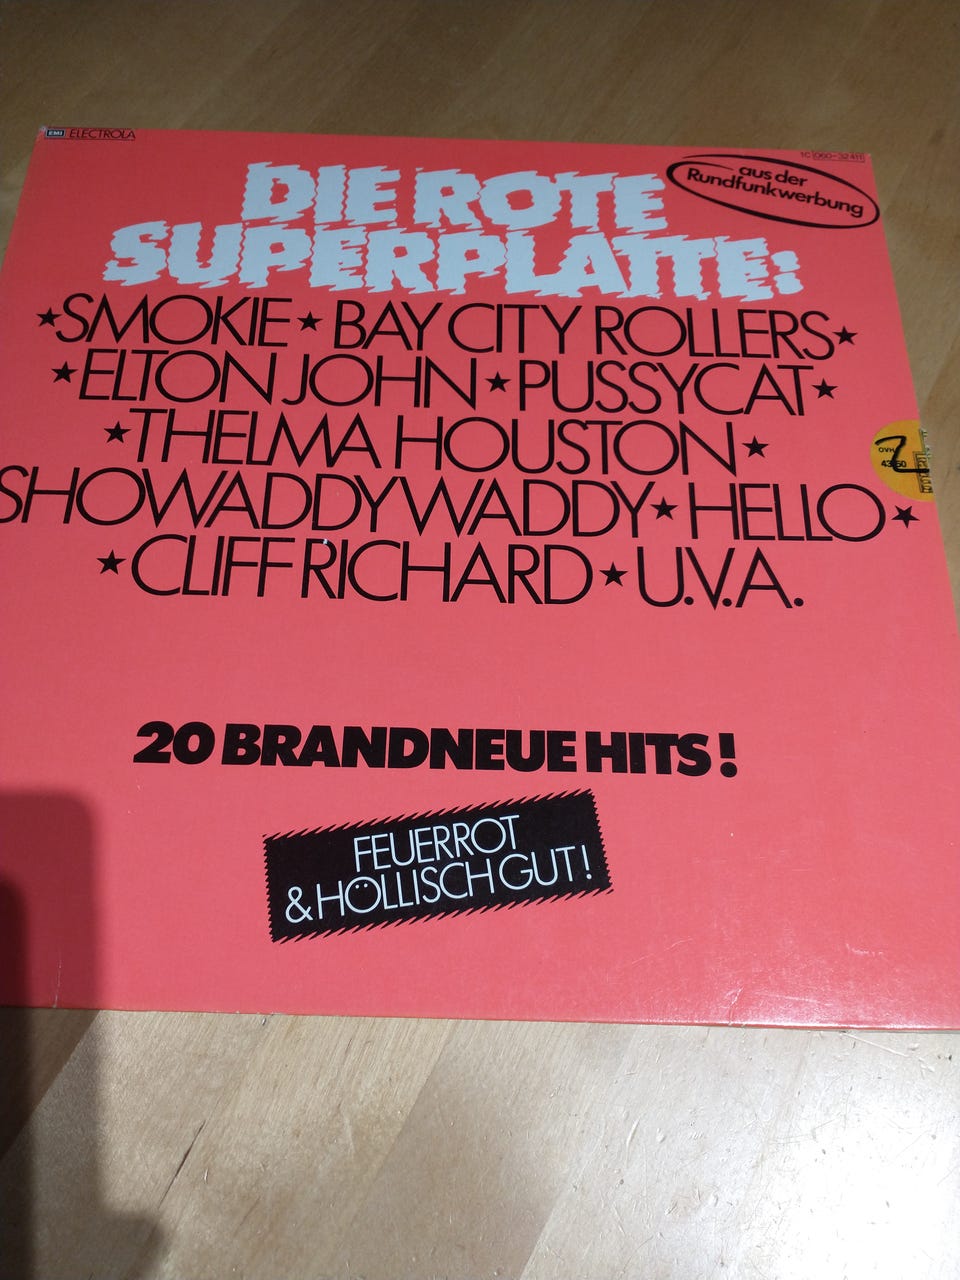 EMI ELECTROLA
1C 060-32 411
aus der
Rundfunkwerbung
DIE ROTE
SUPERPLATTE:
★SMOKIE★BAY CITY ROLLERS★
★ELTON JOHN★PUSSYCAT★
★THELMA HOUSTON★
SHOWADDYWADDY★HELLO★
★CLIFF RICHARD★U.V.A.
20 BRANDNEUE HITS!
FEUERROT
& HÖLLISCH GUT!